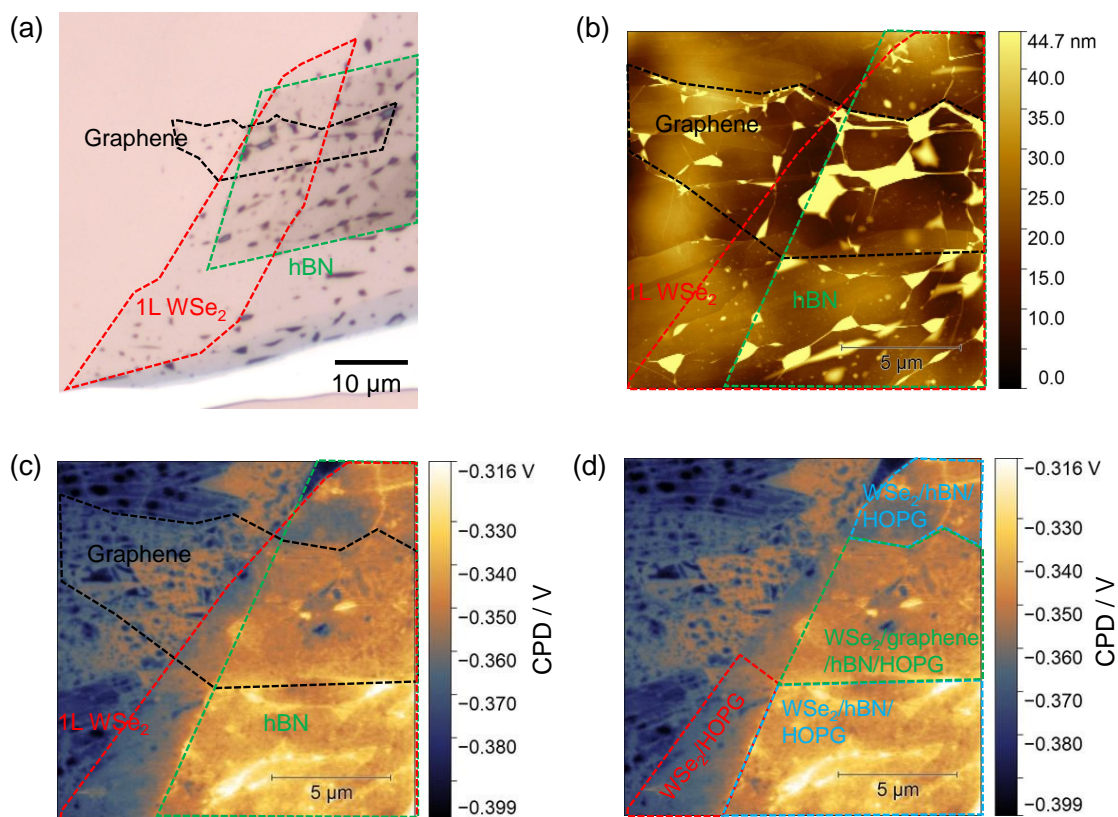 (a)
Graphene
hBN
1L WSe₂
10 µm
(b)
Graphene
1L WSe₂
hBN
5 µm
44.7 nm
40.0
35.0
30.0
25.0
20.0
15.0
10.0
0.0
(c)
Graphene
1L WSe₂
hBN
5 µm
−0.316 V
−0.330
−0.340
−0.350
−0.360
−0.370
−0.380
−0.399
CPD / V
(d)
WSe₂/hBN/
HOPG
WSe₂/graphene
/hBN/HOPG
WSe₂/hBN/
HOPG
WSe₂/HOPG
5 µm
−0.316 V
−0.330
−0.340
−0.350
−0.360
−0.370
−0.380
−0.399
CPD / V